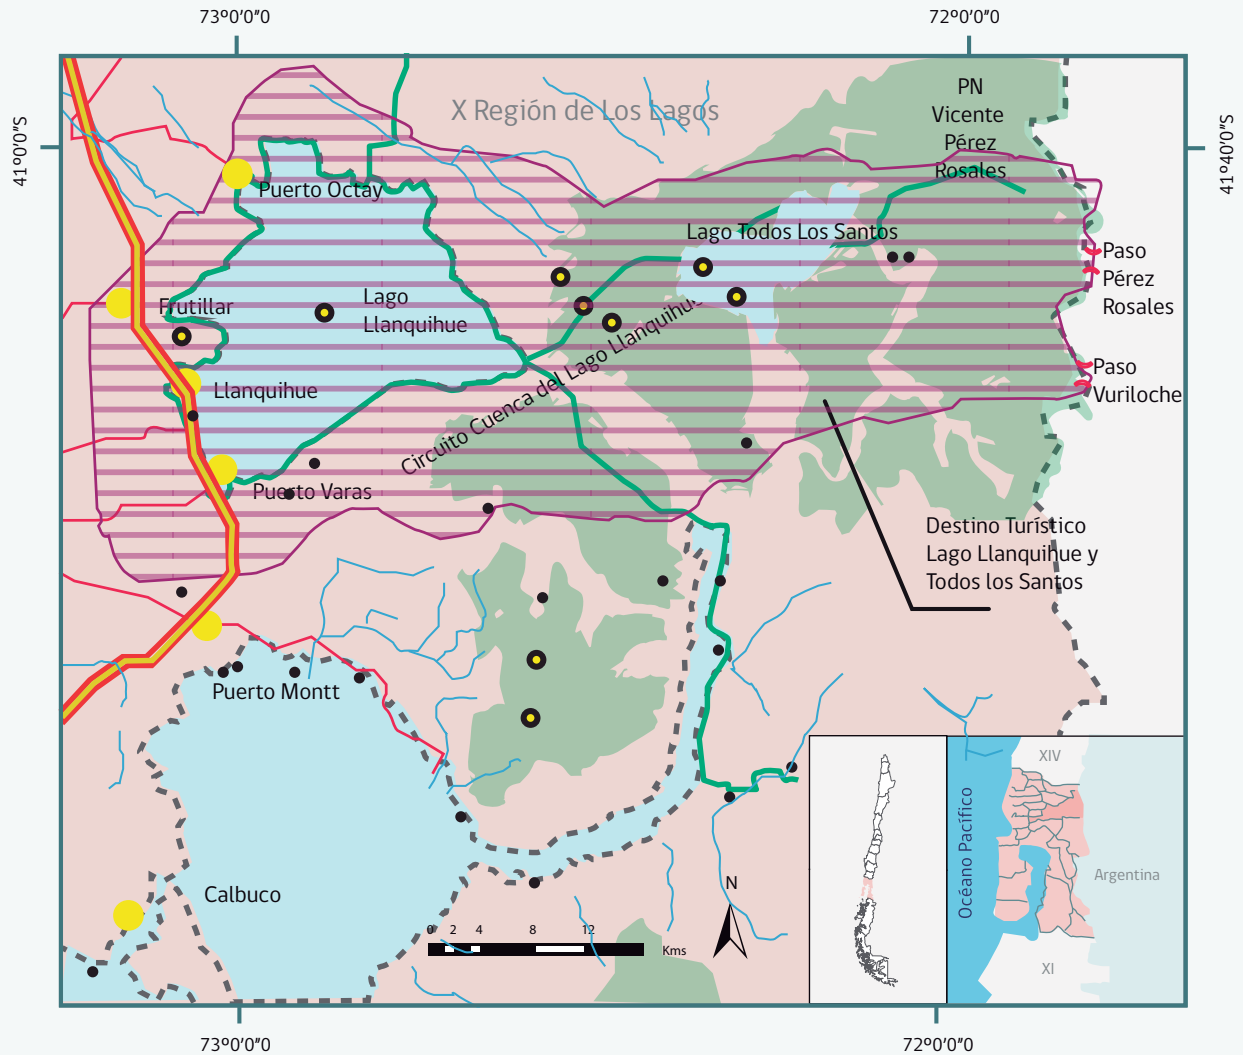 73º0'0"0
72º0'0"0
41º0'0"S
41º40'0"S
X Región de Los Lagos
PN
Vicente
Pérez
Rosales
Puerto Octay
Lago Todos Los Santos
Paso
Pérez
Rosales
Frutillar
Lago
Llanquihue
Circuito Cuenca del Lago Llanquihue
Paso
Vuriloche
Llanquihue
Puerto Varas
Destino Turístico
Lago Llanquihue y
Todos los Santos
Puerto Montt
Calbuco
0 2 4 8 12
Kms
N
XIV
Océano Pacífico
Argentina
XI
73º0'0"0
72º0'0"0